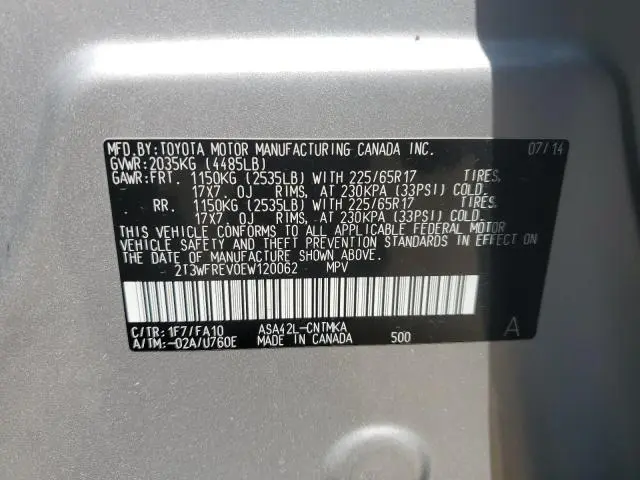 MFD.BY:TOYOTA MOTOR MANUFACTURING CANADA INC. 07/14
GVWR:2035KG (4485LB)
GAWR:FRT. 1150KG (2535LB) WITH 225/65R17 TIRES,
17X7.0J RIMS, AT 230KPA (33PSI) COLD.
RR. 1150KG (2535LB) WITH 225/65R17 TIRES,
17X7.0J RIMS, AT 230KPA (33PSI) COLD.
THIS VEHICLE CONFORMS TO ALL APPLICABLE FEDERAL MOTOR
VEHICLE SAFETY AND THEFT PREVENTION STANDARDS IN EFFECT ON
THE DATE OF MANUFACTURE SHOWN ABOVE.
2T3WFREV0EW120062 MPV
C/TR:1F7/FA10 ASA42L-CNTMKA
A/TM:-02A/U760E MADE IN CANADA 500 A